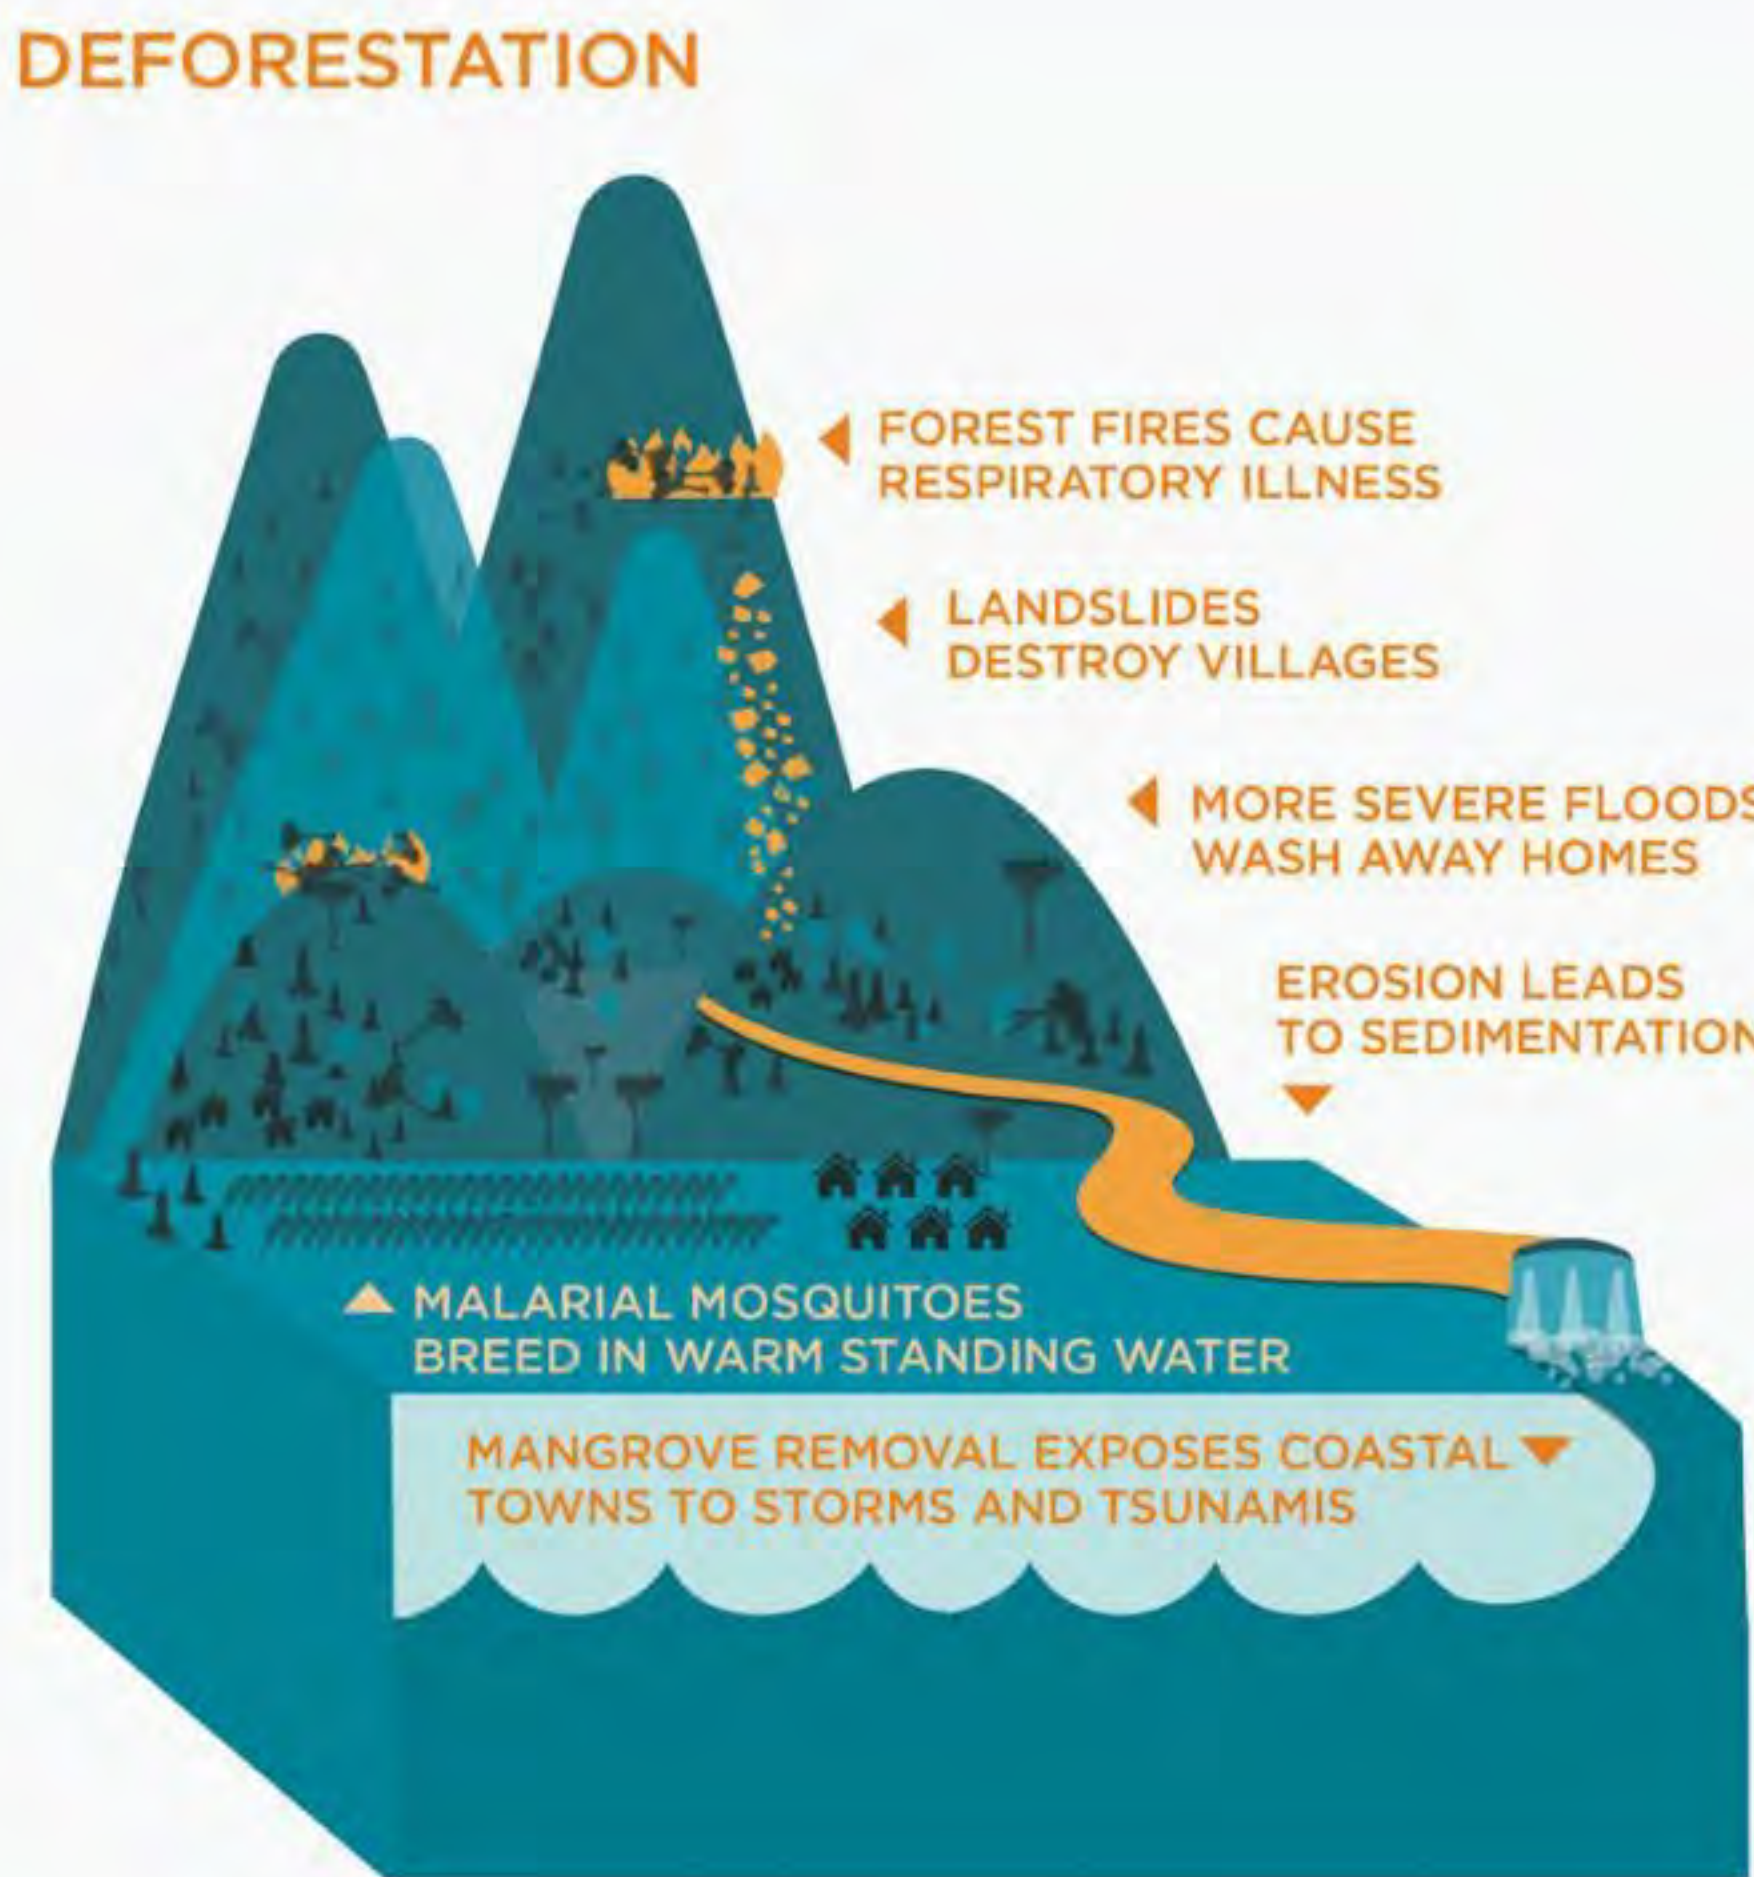 DEFORESTATION
FOREST FIRES CAUSE
RESPIRATORY ILLNESS
LANDSLIDES
DESTROY VILLAGES
MORE SEVERE FLOODS
WASH AWAY HOMES
EROSION LEADS
TO SEDIMENTATION
MALARIAL MOSQUITOES
BREED IN WARM STANDING WATER
MANGROVE REMOVAL EXPOSES COASTAL
TOWNS TO STORMS AND TSUNAMIS